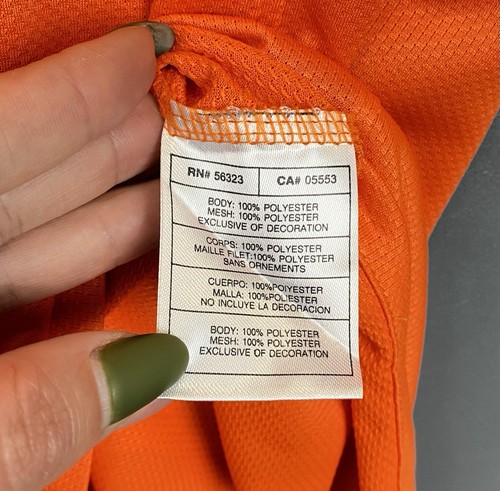 RN# 56323 CA# 05553
BODY: 100% POLYESTER
MESH: 100% POLYESTER
EXCLUSIVE OF DECORATION
CORPS: 100% POLYESTER
MAILLE FILET:100% POLYESTER
SANS ORNEMENTS
CUERPO: 100%POIYESTER
MALLA: 100%POLIESTER
NO INCLUYE LA DECORACION
BODY: 100% POLYESTER
MESH: 100% POLYESTER
EXCLUSIVE OF DECORATION